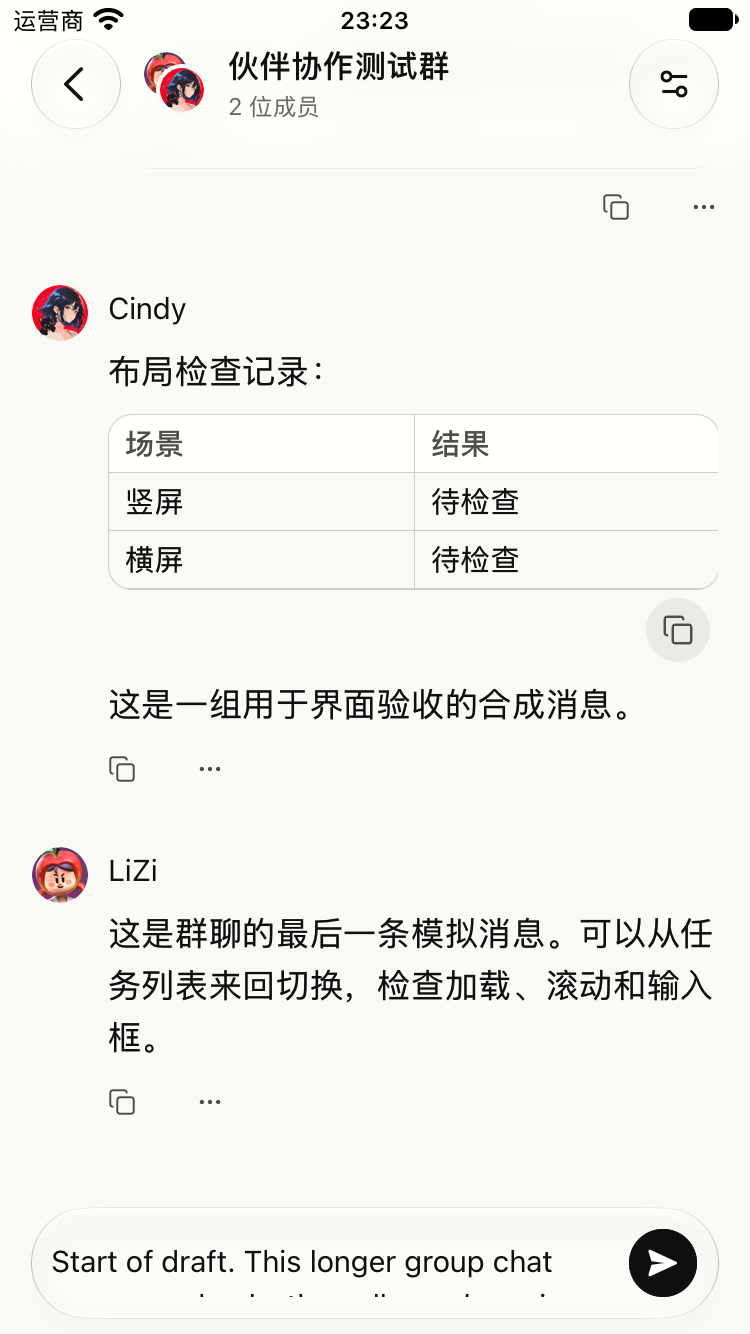 运营商 23:23
伙伴协作测试群
2 位成员
Cindy
布局检查记录：
场景 结果
竖屏 待检查
横屏 待检查
这是一组用于界面验收的合成消息。
LiZi
这是群聊的最后一条模拟消息。可以从任
务列表来回切换，检查加载、滚动和输入
框。
Start of draft. This longer group chat